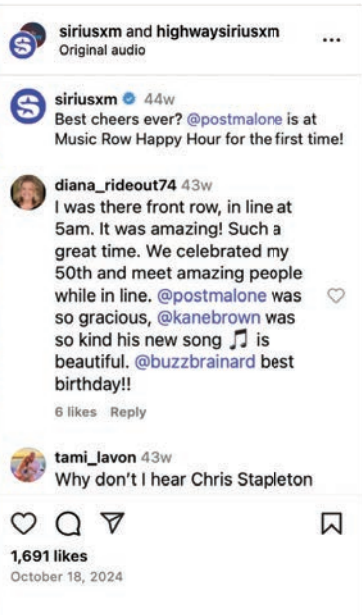 siriusxm and highwaysiriusxm
Original audio
siriusxm 44w
Best cheers ever? @postmalone is at
Music Row Happy Hour for the first time!
diana_rideout74 43w
I was there front row, in line at
5am. It was amazing! Such a
great time. We celebrated my
50th and meet amazing people
while in line. @postmalone was
so gracious, @kanebrown was
so kind his new song 🎵 is
beautiful. @buzzbrainard best
birthday!!
6 likes Reply
tami_lavon 43w
Why don't I hear Chris Stapleton
1,691 likes
October 18, 2024